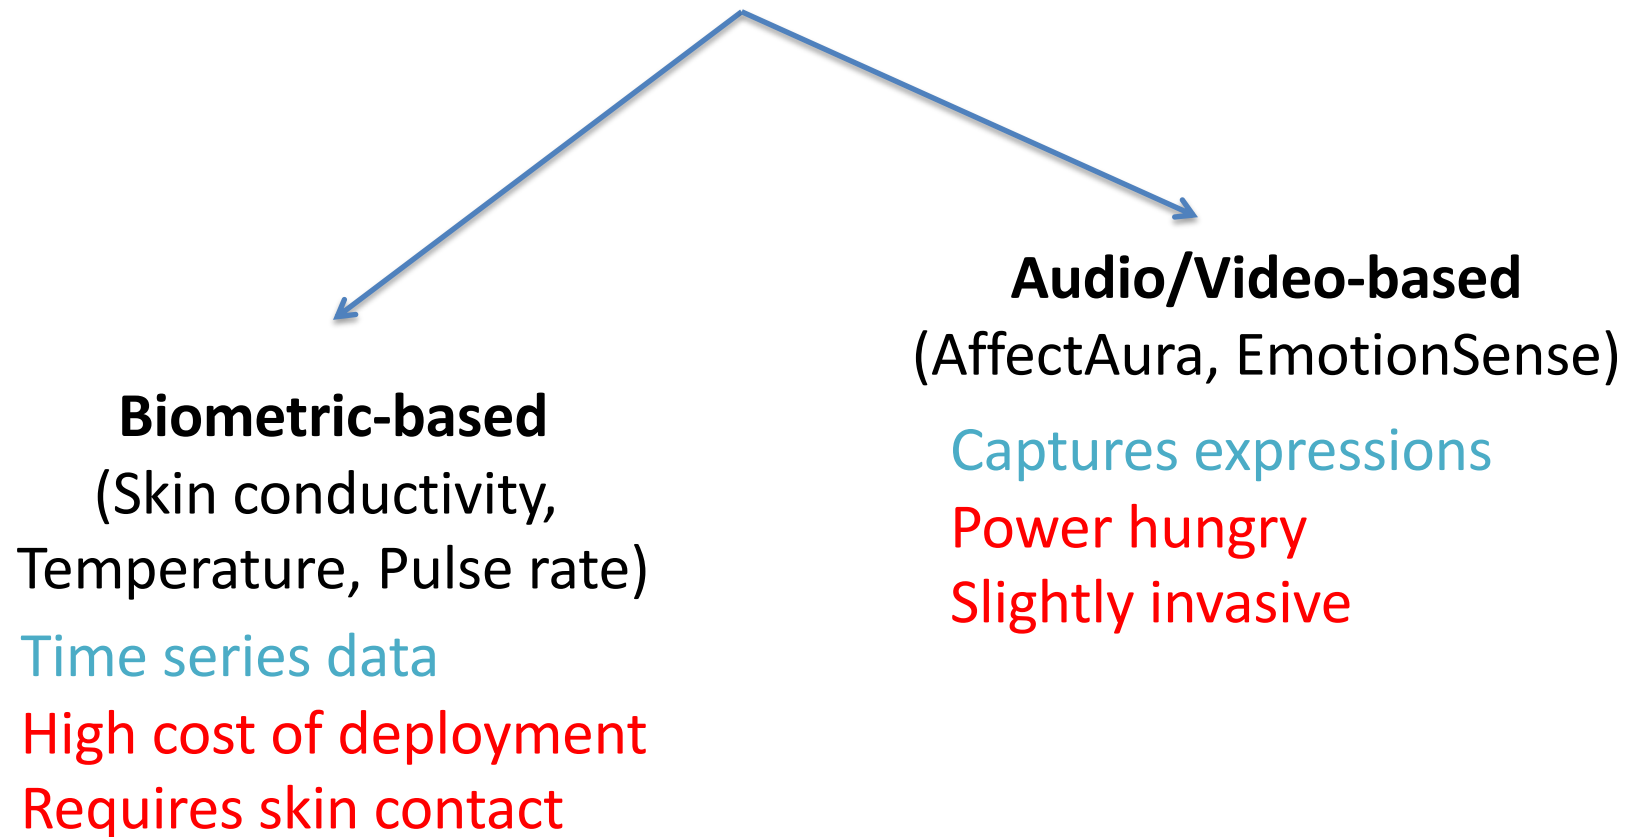 Biometric-based
(Skin conductivity,
Temperature, Pulse rate)
Time series data
High cost of deployment
Requires skin contact
Audio/Video-based
(AffectAura, EmotionSense)
Captures expressions
Power hungry
Slightly invasive